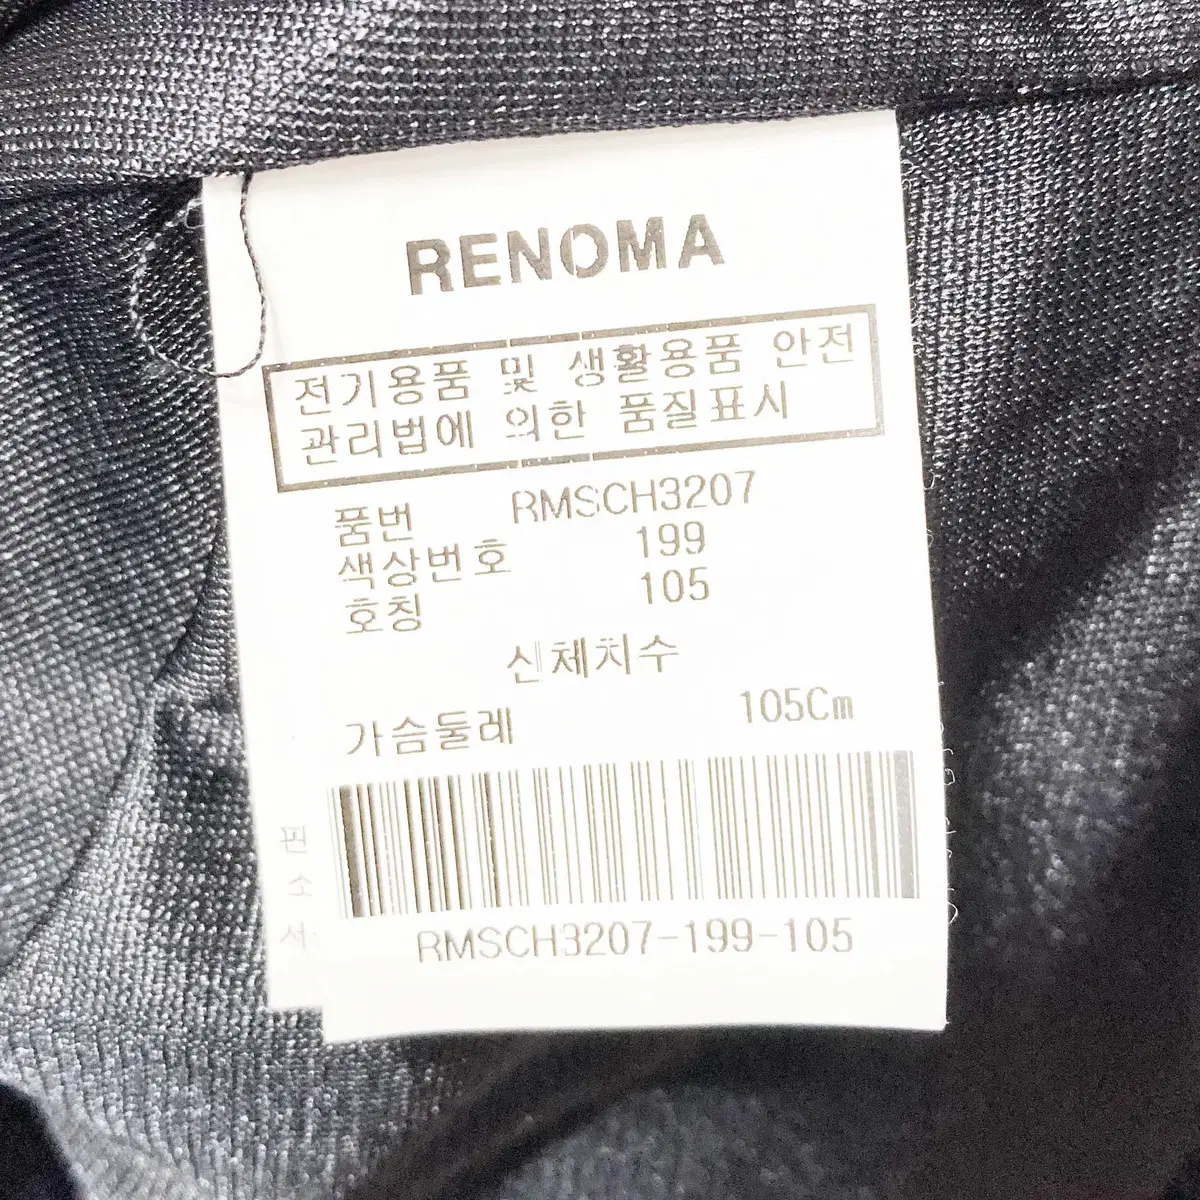 RENOMA
전기용품 및 생활용품 안전
관리법에 의한 품질표시
품번 RMSCH3207
색상번호 199
호칭 105
신체치수
가슴둘레 105Cm
RMSCH3207-199-105